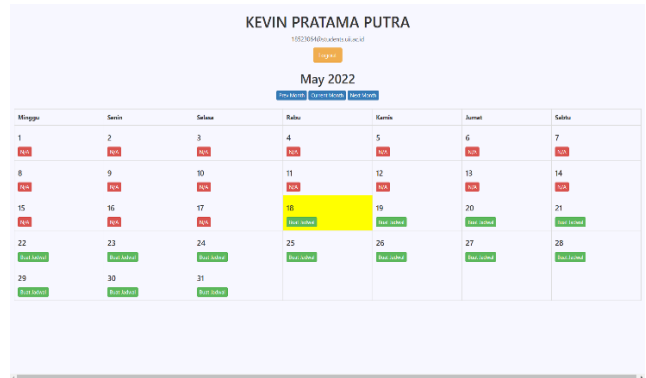 KEVIN PRATAMA PUTRA
Logout
May 2022
Prev Month Current Month Next Month
Minggu Senin Selasa Rabu Kamis Jumat Sabtu
1 2 3 4 5 6 7
N/A N/A N/A N/A N/A N/A N/A
8 9 10 11 12 13 14
N/A N/A N/A N/A N/A N/A N/A
15 16 17 18 19 20 21
N/A N/A N/A Buat Jadwal Buat Jadwal Buat Jadwal Buat Jadwal
22 23 24 25 26 27 28
Buat Jadwal Buat Jadwal Buat Jadwal Buat Jadwal Buat Jadwal Buat Jadwal Buat Jadwal
29 30 31
Buat Jadwal Buat Jadwal Buat Jadwal